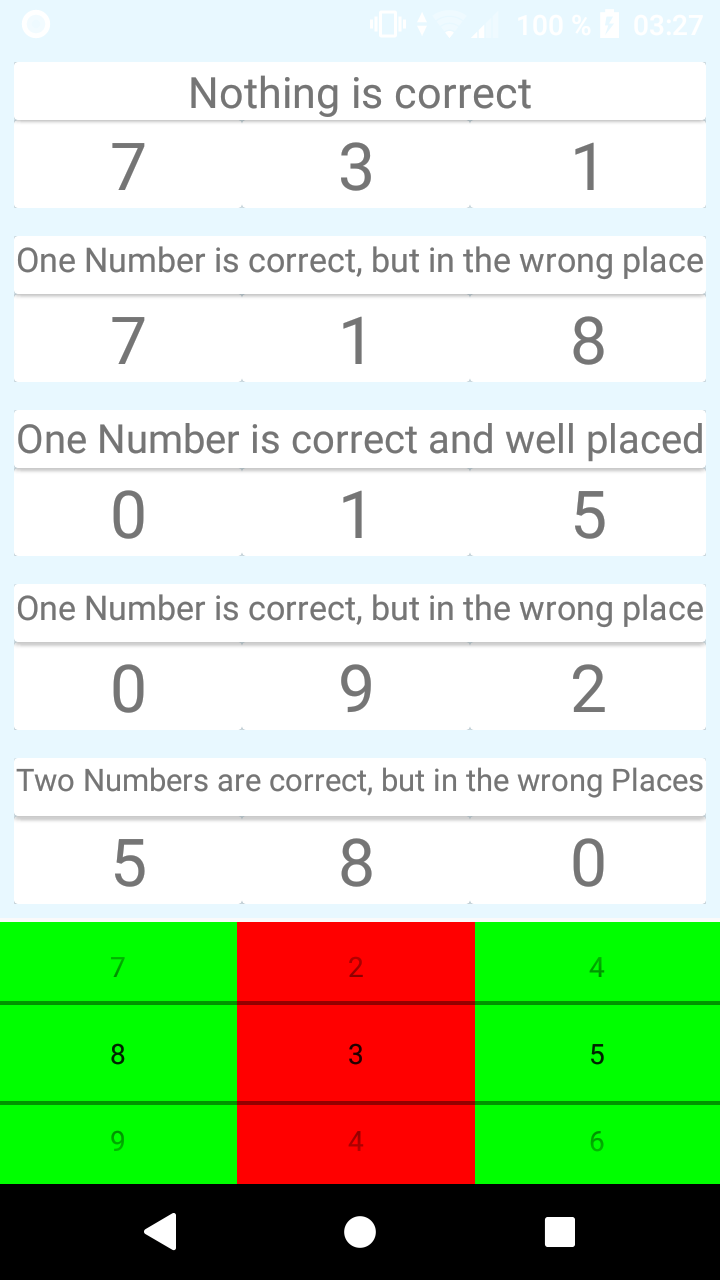 100 % 03:27
Nothing is correct
7 3 1
One Number is correct, but in the wrong place
7 1 8
One Number is correct and well placed
0 1 5
One Number is correct, but in the wrong place
0 9 2
Two Numbers are correct, but in the wrong Places
5 8 0
7 2 4
8 3 5
9 4 6